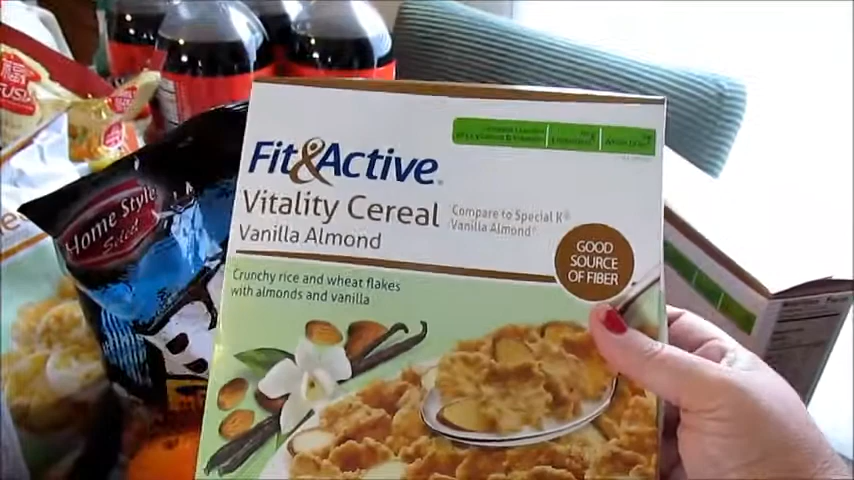 Fit & Active
Vitality Cereal
Vanilla Almond
Compare to Special K®
Vanilla Almond
GOOD
SOURCE
OF FIBER
Crunchy rice and wheat flakes
with almonds and vanilla
Home Style
Select